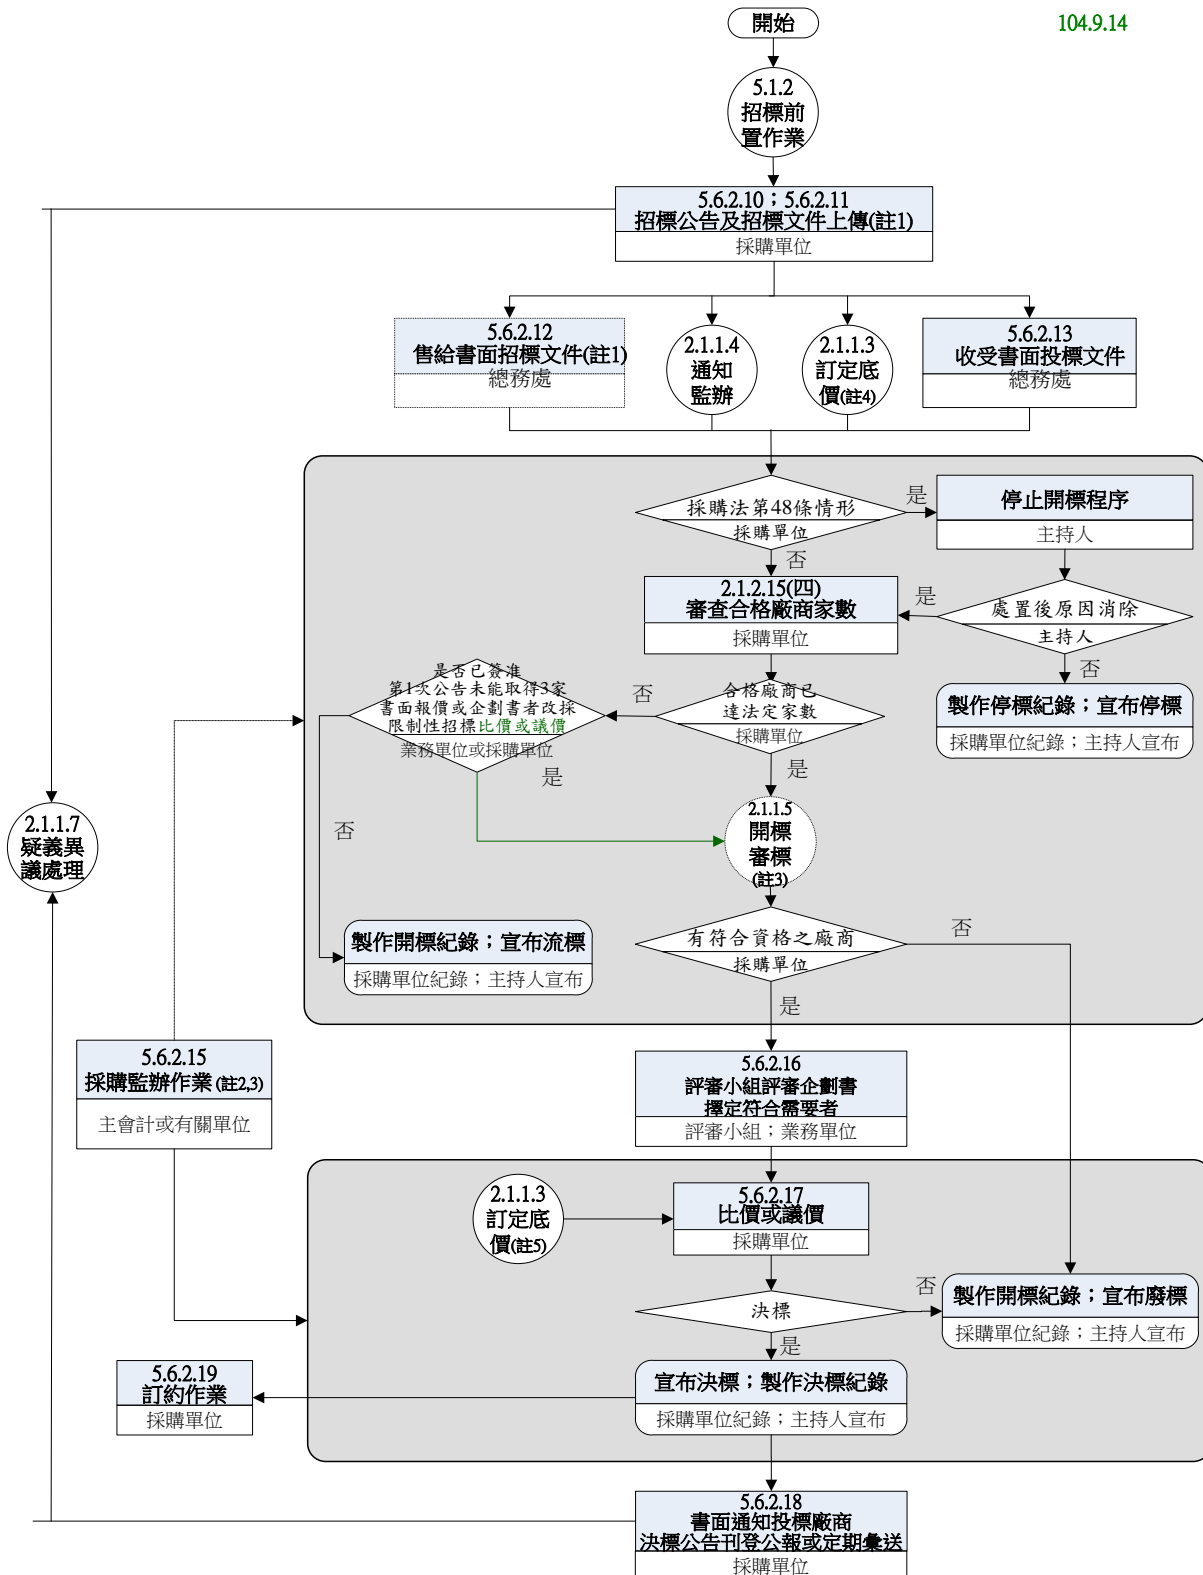 開始
104.9.14
5.1.2
招標前
置作業
5.6.2.10；5.6.2.11
招標公告及招標文件上傳(註1)
採購單位
5.6.2.12
售給書面招標文件(註1)
總務處
2.1.1.4
通知
監辦
2.1.1.3
訂定底
價(註4)
5.6.2.13
收受書面投標文件
總務處
採購法第48條情形
採購單位
是
停止開標程序
主持人
否
2.1.2.15(四)
審查合格廠商家數
採購單位
是
處置後原因消除
主持人
否
製作停標紀錄；宣布停標
採購單位紀錄；主持人宣布
是否已簽准
第1次公告未能取得3家
書面報價或企劃書者改採
限制性招標比價或議價
業務單位或採購單位
否
合格廠商已
達法定家數
採購單位
是
是
否
2.1.1.5
開標
審標
(註3)
2.1.1.7
疑義異
議處理
製作開標紀錄；宣布流標
採購單位紀錄；主持人宣布
有符合資格之廠商
採購單位
否
是
5.6.2.15
採購監辦作業(註2,3)
主會計或有關單位
5.6.2.16
評審小組評審企劃書
擇定符合需要者
評審小組；業務單位
2.1.1.3
訂定底
價(註5)
5.6.2.17
比價或議價
採購單位
決標
否
製作開標紀錄；宣布廢標
採購單位紀錄；主持人宣布
是
5.6.2.19
訂約作業
採購單位
宣布決標；製作決標紀錄
採購單位紀錄；主持人宣布
5.6.2.18
書面通知投標廠商
決標公告刊登公報或定期彙送
採購單位